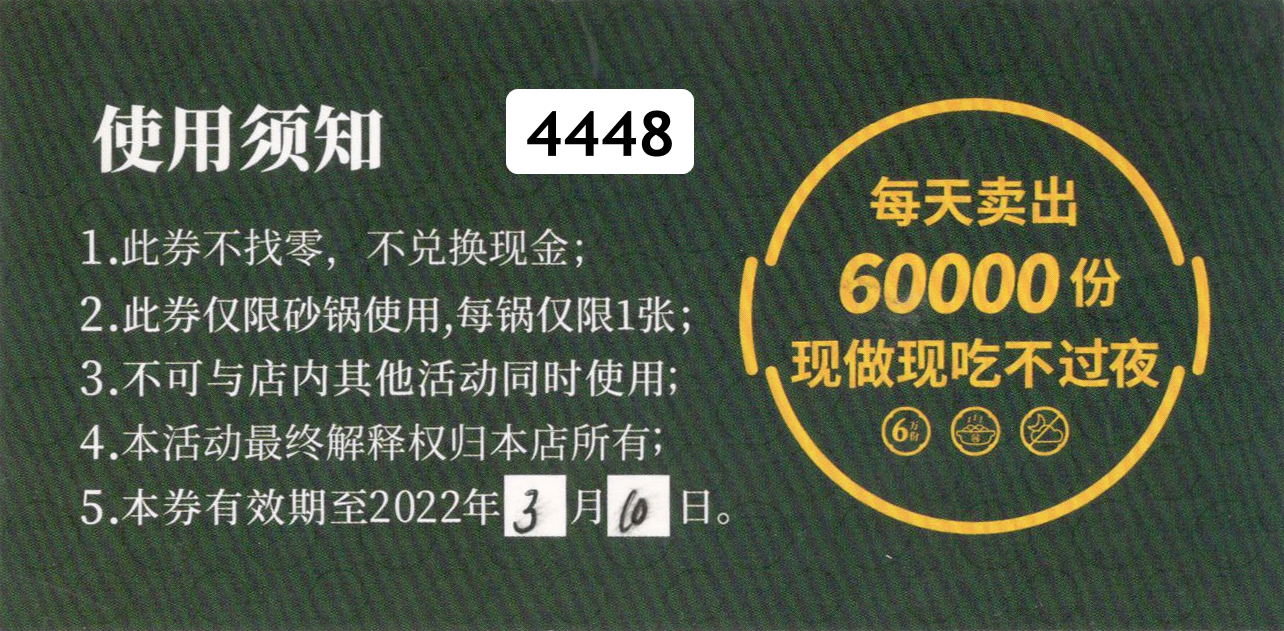 使用须知
4448
1.此券不找零，不兑换现金；
2.此券仅限砂锅使用,每锅仅限1张；
3.不可与店内其他活动同时使用；
4.本活动最终解释权归本店所有；
5.本券有效期至2022年3月10日。
每天卖出
60000份
现做现吃不过夜
6万份